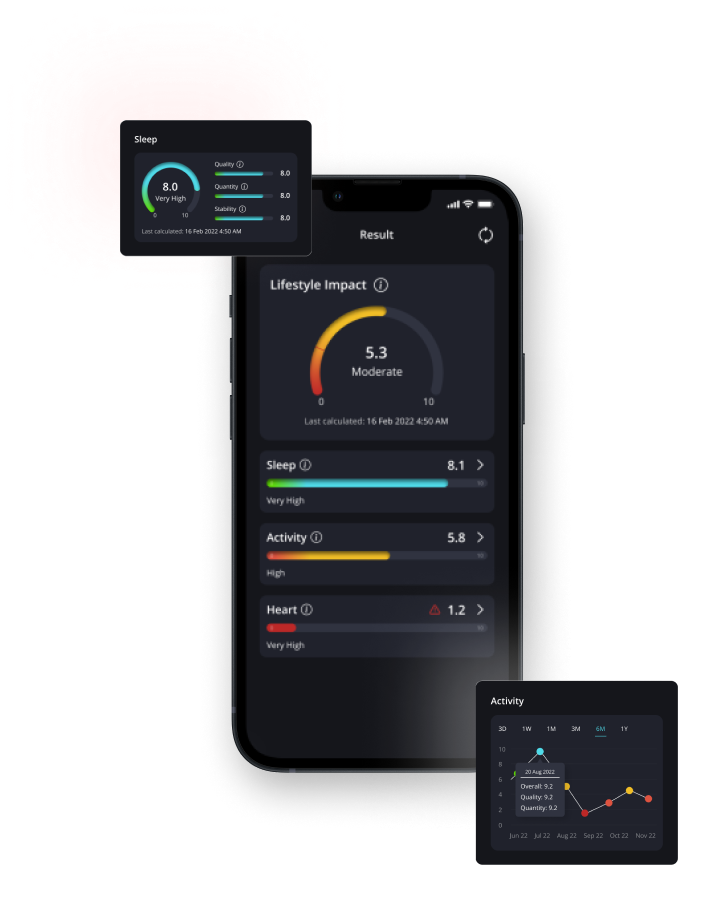 Sleep
8.0
Very High
0 10
Quality 8.0
Quantity 8.0
Stability 8.0
Last calculated: 16 Feb 2022 4:50 AM
Result
Lifestyle Impact
5.3
Moderate
0 10
Last calculated: 16 Feb 2022 4:50 AM
Sleep 8.1
10
Very High
Activity 5.8
10
High
Heart 1.2
10
Very High
Activity
3D 1W 1M 3M 6M 1Y
10
8
6
4
2
0
20 Aug 2022
Overall: 9.2
Quality: 9.2
Quantity: 9.2
Jun 22 Jul 22 Aug 22 Sep 22 Oct 22 Nov 22